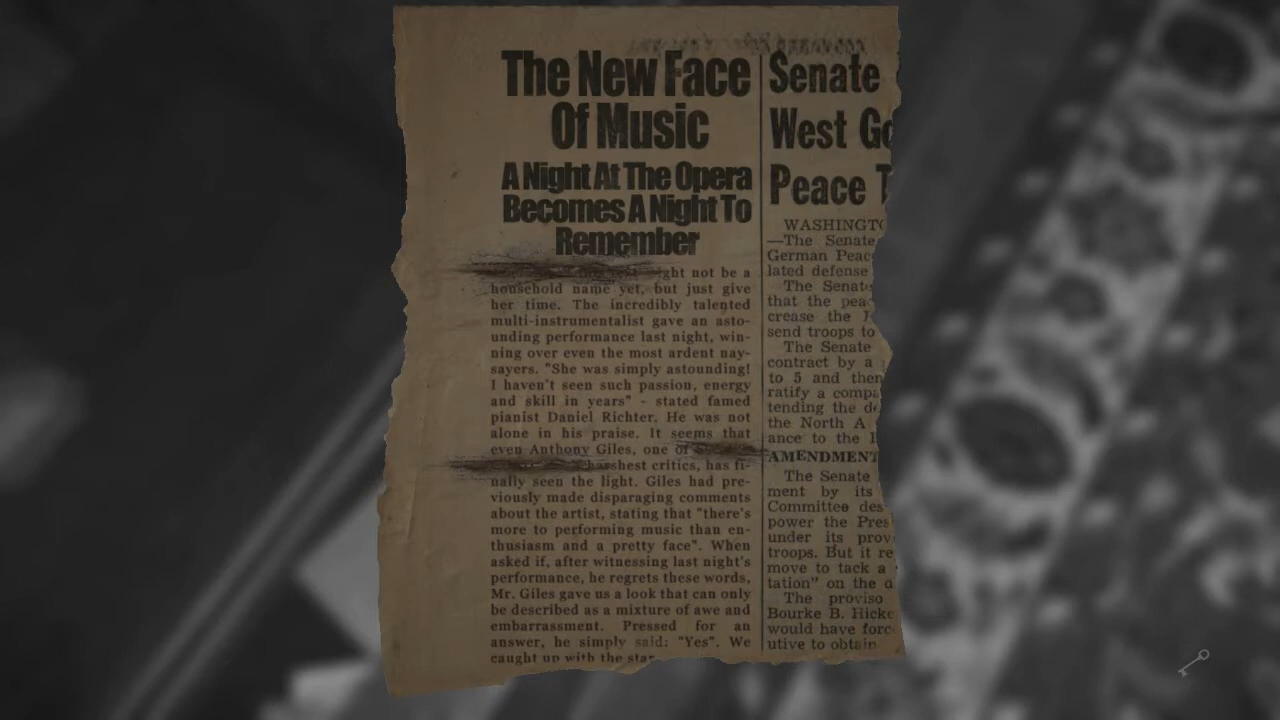 The New Face
Of Music
A Night At The Opera
Becomes A Night To
Remember
not be a
household name yet, but just give
her time. The incredibly talented
multi-instrumentalist gave an asto-
unding performance last night, win-
ning over even the most ardent nay-
sayers. "She was simply astounding!
I haven't seen such passion, energy
and skill in years" - stated famed
pianist Daniel Richter. He was not
alone in his praise. It seems that
even Anthony Giles, one of
harshest critics, has fi-
nally seen the light. Giles had pre-
viously made disparaging comments
about the artist, stating that "there's
more to performing music than en-
thusiasm and a pretty face". When
asked if, after witnessing last night's
performance, he regrets these words,
Mr. Giles gave us a look that can only
be described as a mixture of awe and
embarrassment. Pressed for an
answer, he simply said: "Yes". We
caught up with the star
Senate
West Go
Peace T
WASHINGTO
—The Senate
German Peac
lated defense
The Senate
that the peac
crease the
send troops to
The Senate
contract by a
to 5 and then
ratify a compa
tending the de
the North A
ance to the
AMENDMENT
The Senate
ment by its
Committee des
power the Pres
under its prov
troops. But it re
move to tack a
tation" on the d
The proviso
Bourke B. Hicke
would have forc
utive to obtain